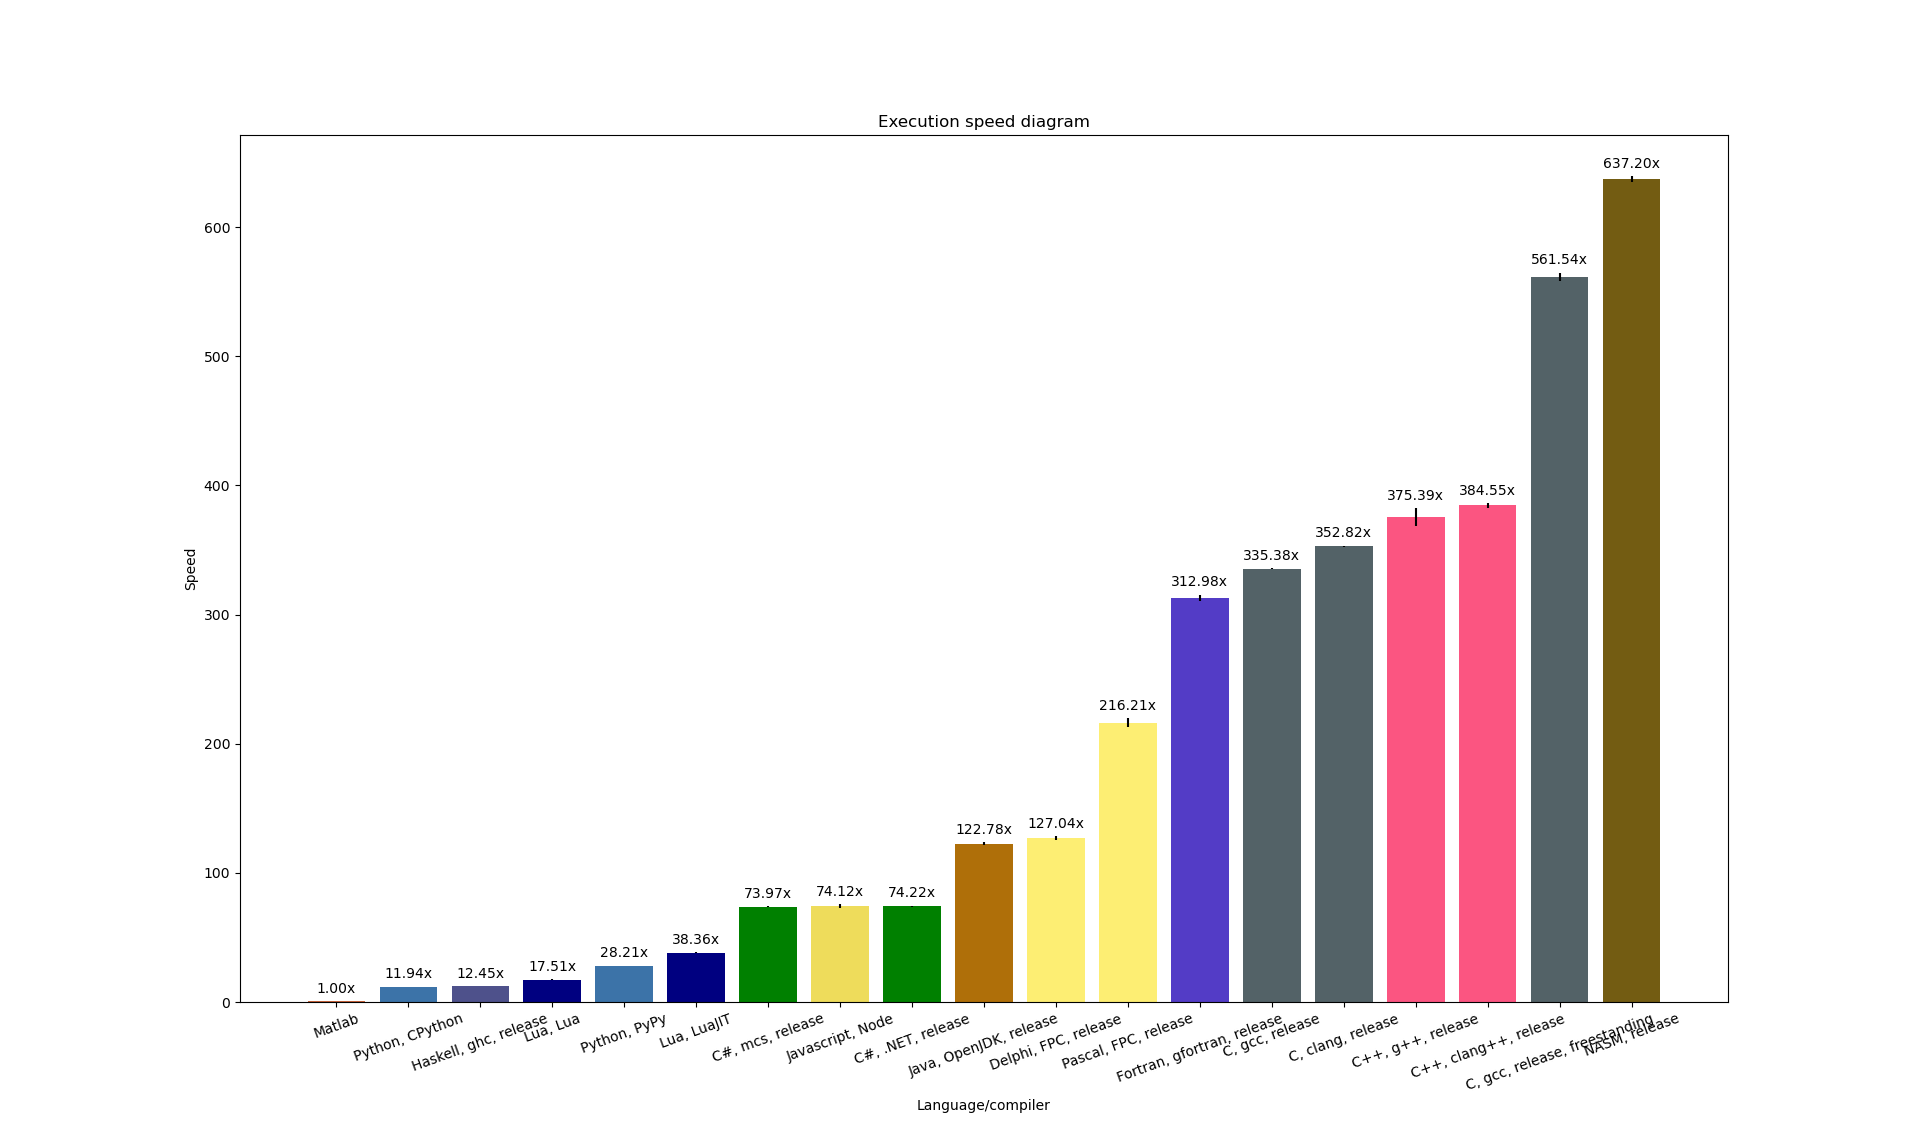 Execution speed diagram
637.20x
600
561.54x
500
400
384.55x
375.39x
352.82x
335.38x
312.98x
300
Speed
216.21x
200
127.04x
122.78x
100
73.97x
74.12x
74.22x
38.36x
28.21x
17.51x
12.45x
11.94x
1.00x
0
Matlab
Python, CPython
Haskell, ghc, release
Lua, Lua
Python, PyPy
Lua, LuaJIT
C#, mcs, release
Javascript, Node
C#, .NET, release
Java, OpenJDK, release
Delphi, FPC, release
Pascal, FPC, release
Fortran, gfortran, release
C, gcc, release
C, clang, release
C++, g++, release
C++, clang++, release
C, gcc, release, freestanding
NASM, release
Language/compiler